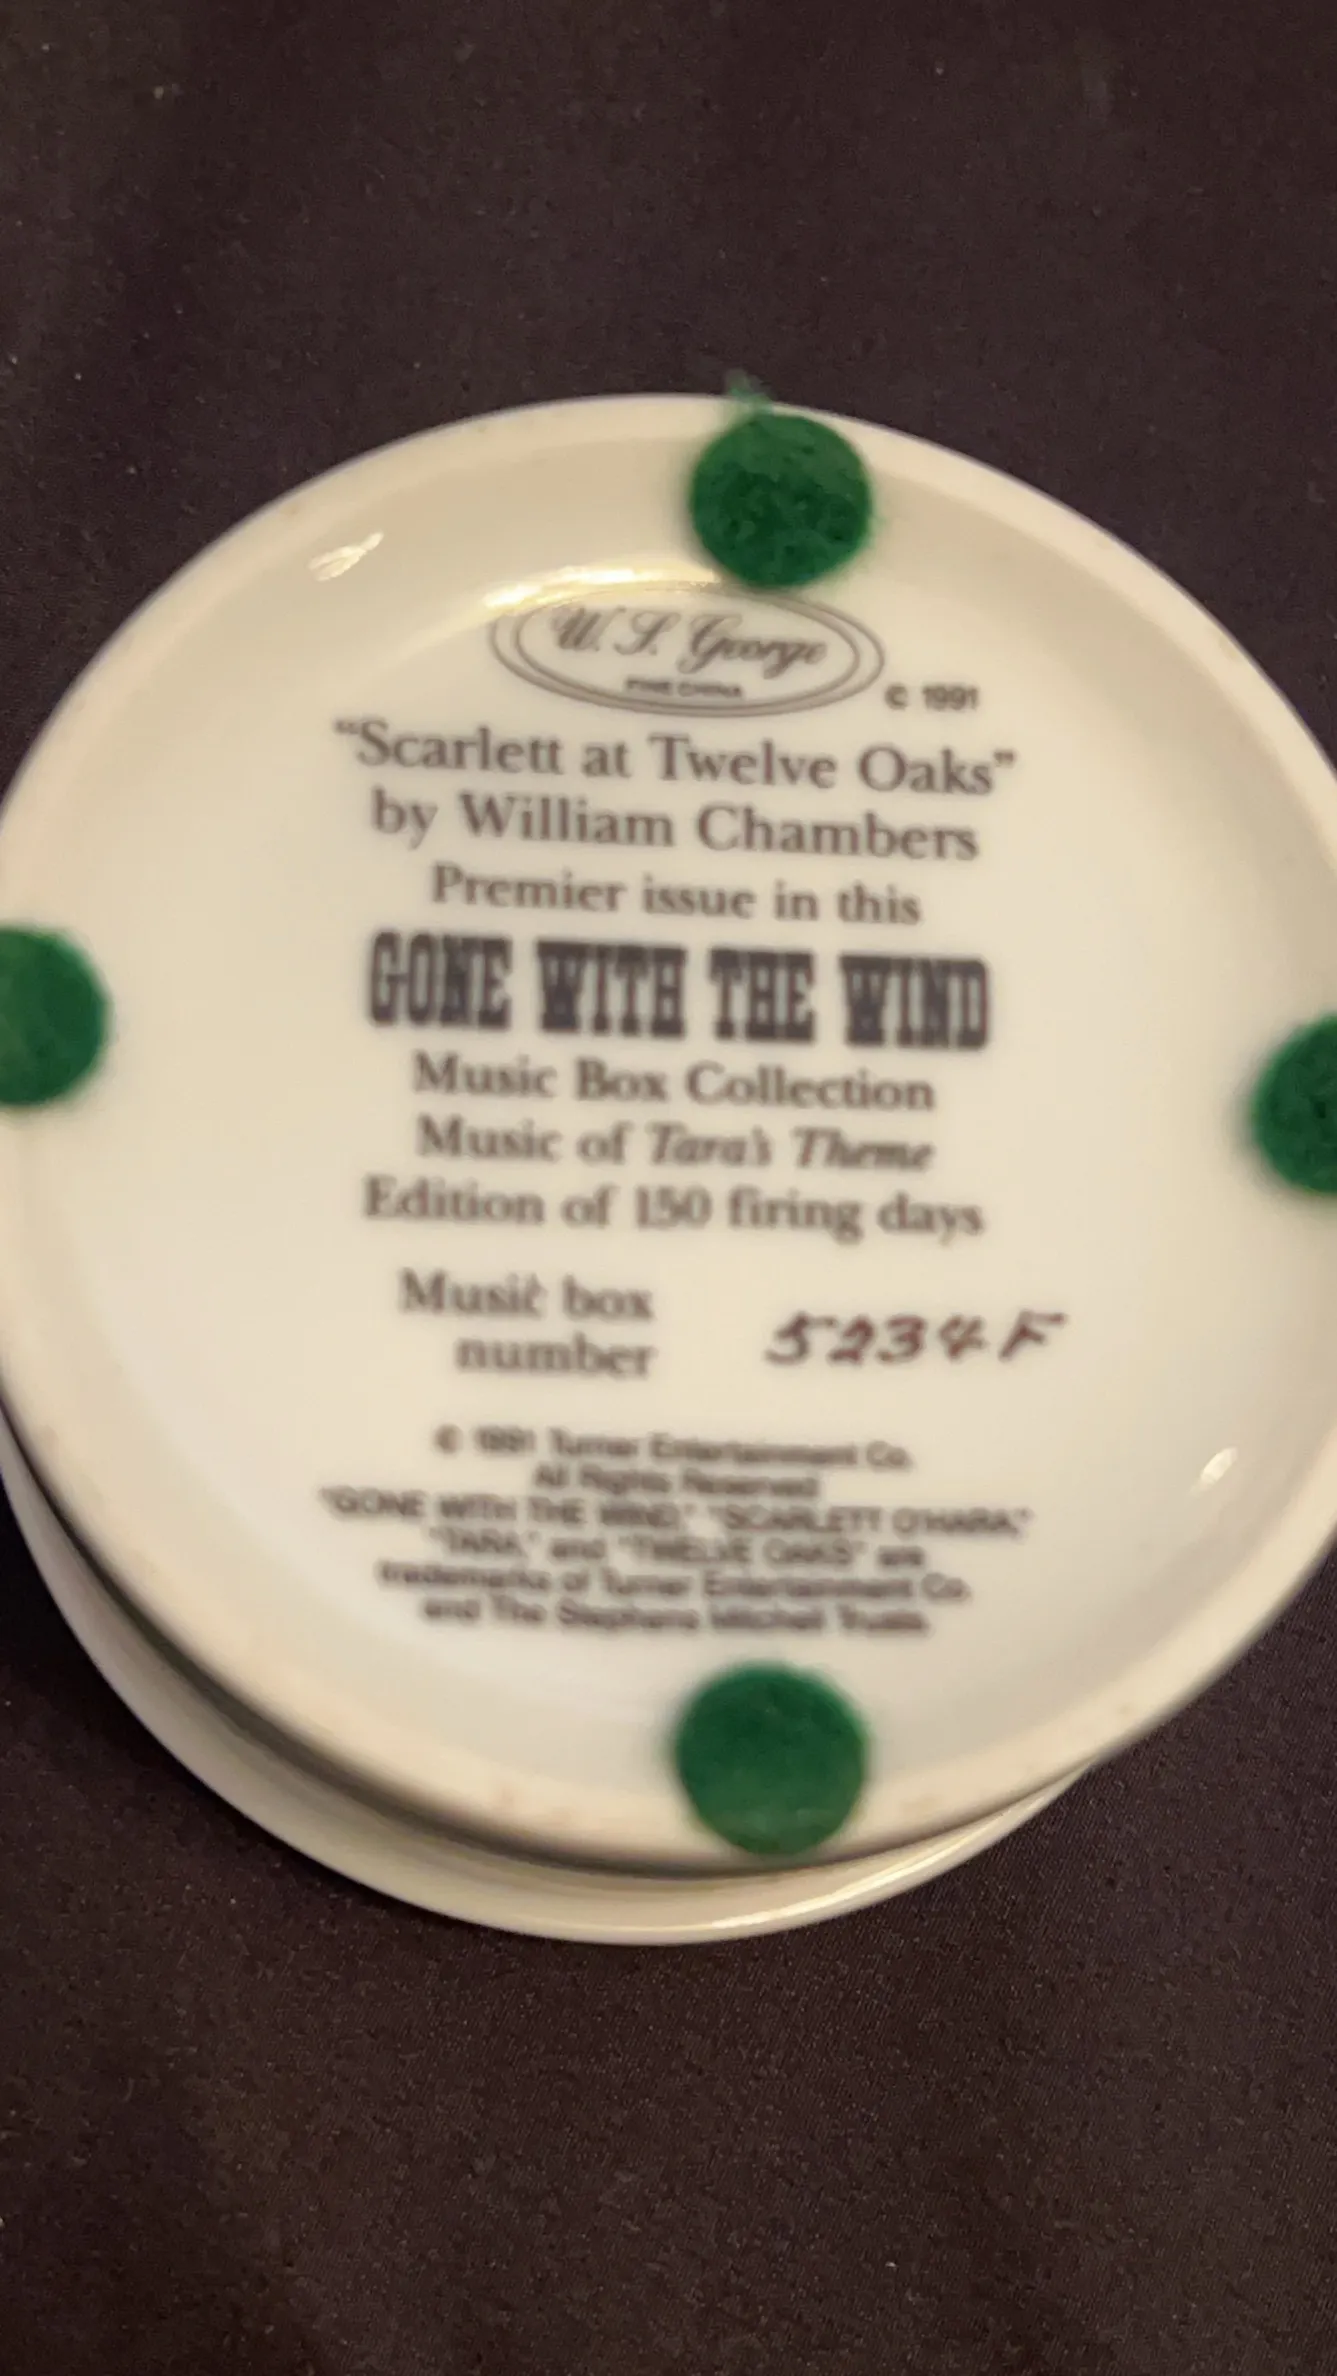 W. S. George
FINE CHINA
© 1991
“Scarlett at Twelve Oaks”
by William Chambers
Premier issue in this
GONE WITH THE WIND
Music Box Collection
Music of Tara's Theme
Edition of 150 firing days
Music box
number
5234F
© 1991 Turner Entertainment Co.
All Rights Reserved
“GONE WITH THE WIND,” “SCARLETT O'HARA,”
“TARA,” and “TWELVE OAKS” are
trademarks of Turner Entertainment Co.
and The Stephens Mitchell Trusts